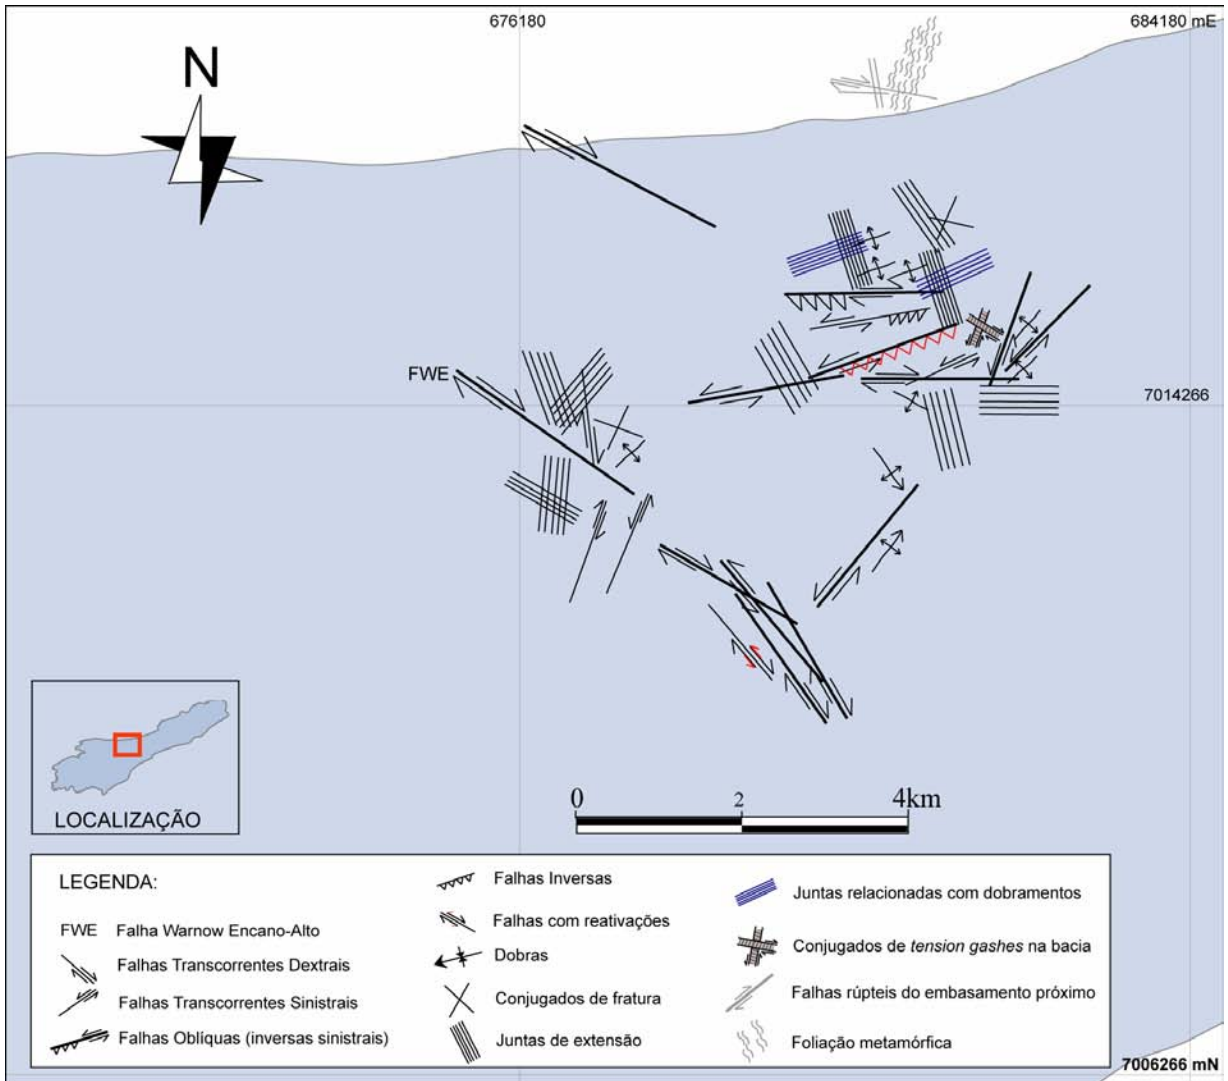 676180
684180 mE
N
FWE
7014266
LOCALIZAÇÃO
0 2 4km
LEGENDA:
FWE Falha Warnow Encano-Alto
Falhas Transcorrentes Dextrais
Falhas Transcorrentes Sinistrais
Falhas Oblíquas (inversas sinistrais)
Falhas Inversas
Falhas com reativações
Dobras
Conjugados de fratura
Juntas de extensão
Juntas relacionadas com dobramentos
Conjugados de tension gashes na bacia
Falhas rúpteis do embasamento próximo
Foliação metamórfica
7006266 mN